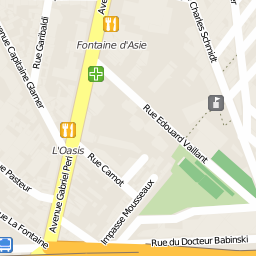 Avenue
Charles Schmidt
Rue Garibaldi
Fontaine d'Asie
Avenue Capitaine Glarner
Rue Edouard Vaillant
L'Oasis
Rue Carnot
Rue Pasteur
Avenue Gabriel Péri
Impasse Mousseaux
Rue La Fontaine
Rue du Docteur Babinski